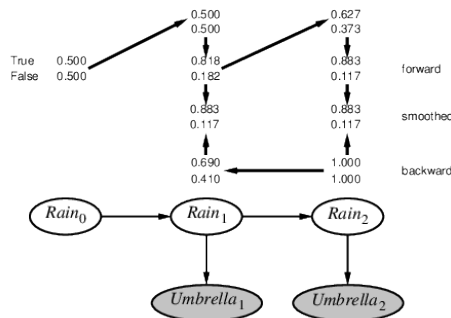 0.500 0.627
0.500 0.373
True 0.500 0.818 0.883 forward
False 0.500 0.182 0.117
0.883 0.883 smoothed
0.117 0.117
0.690 1.000 backward
0.410 1.000
Rain0 Rain1 Rain2
Umbrella1 Umbrella2